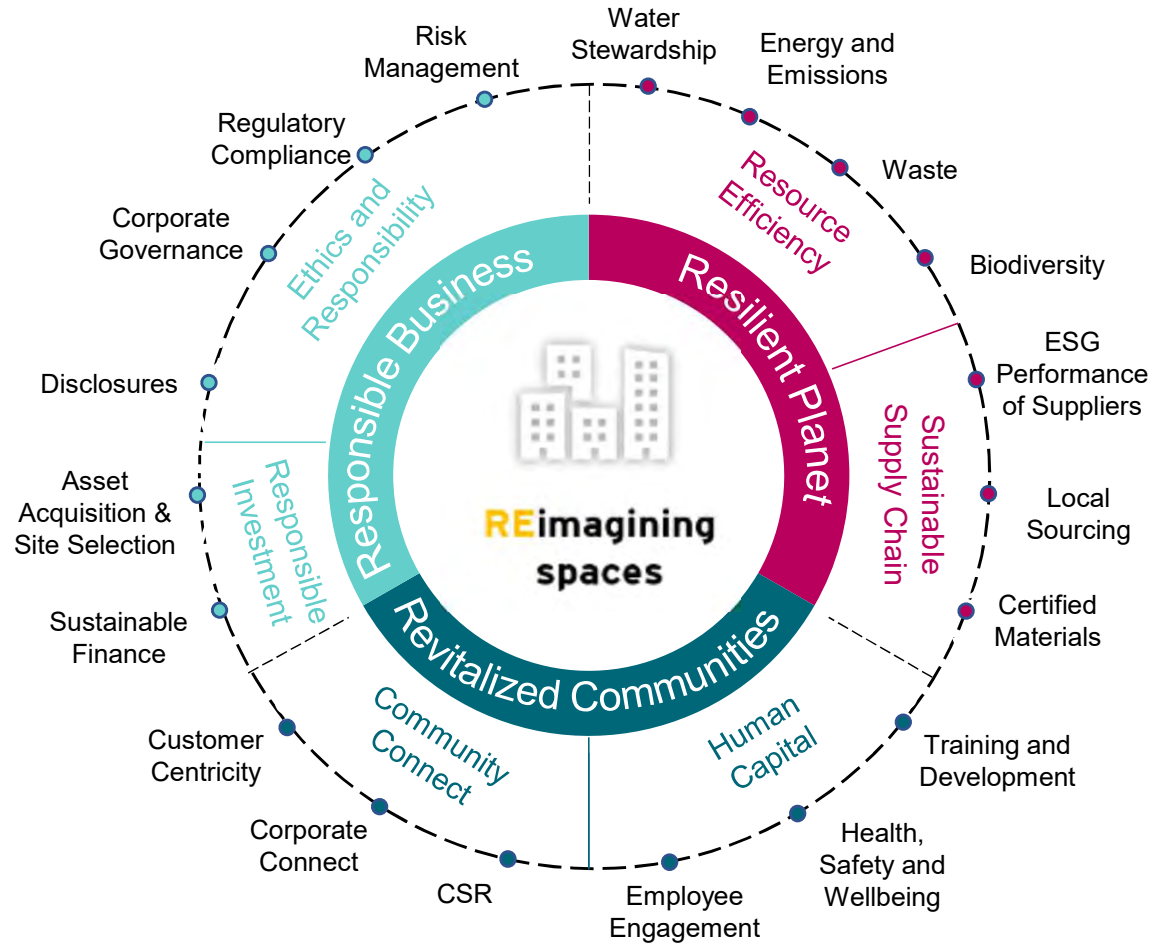 Water
Stewardship
Energy and
Emissions
Waste
Biodiversity
Resource
Efficiency
ESG
Performance
of Suppliers
Local
Sourcing
Certified
Materials
Sustainable
Supply Chain
Resilient Planet
Training and
Development
Health,
Safety and
Wellbeing
Employee
Engagement
Human
Capital
CSR
Corporate
Connect
Customer
Centricity
Community
Connect
Revitalized Communities
Sustainable
Finance
Asset
Acquisition &
Site Selection
Responsible
Investment
Disclosures
Corporate
Governance
Regulatory
Compliance
Risk
Management
Ethics and
Responsibility
Responsible Business
REimagining
spaces